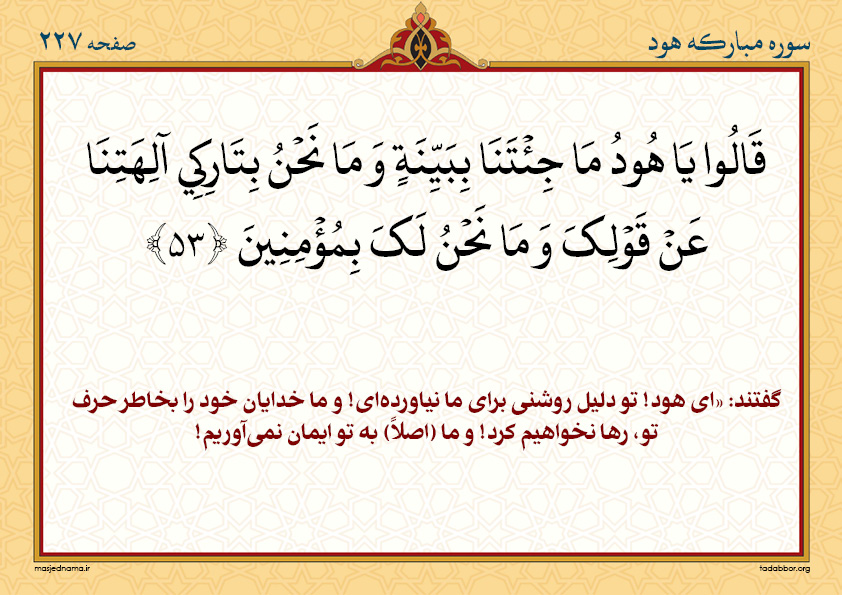 سوره مبارکه هود
صفحه ۲۲۷
قَالُوا يَا هُودُ مَا جِئْتَنَا بِبَيِّنَةٍ وَ مَا نَحْنُ بِتَارِكِي آلِهَتِنَا
عَنْ قَوْلِکَ وَ مَا نَحْنُ لَکَ بِمُؤْمِنِينَ ﴿۵۳﴾
گفتند: «ای هود! تو دلیل روشنی برای ما نیاورده‌ای! و ما خدایان خود را بخاطر حرف
تو، رها نخواهیم کرد! و ما (اصلاً) به تو ایمان نمی‌آوریم!
masjednama.ir
tadabbor.org